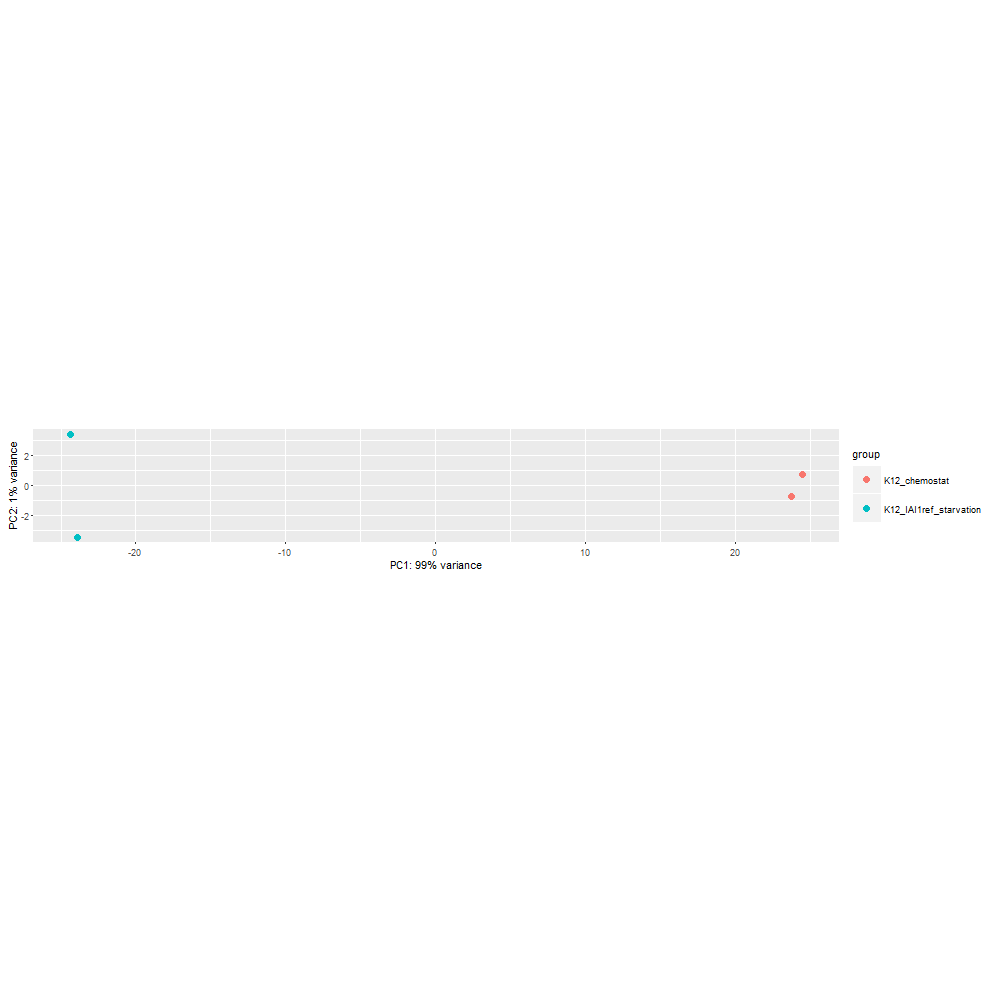 PC2: 1% variance
2
0
-2
-20
-10
0
10
20
PC1: 99% variance
group
K12_chemostat
K12_IAI1ref_starvation